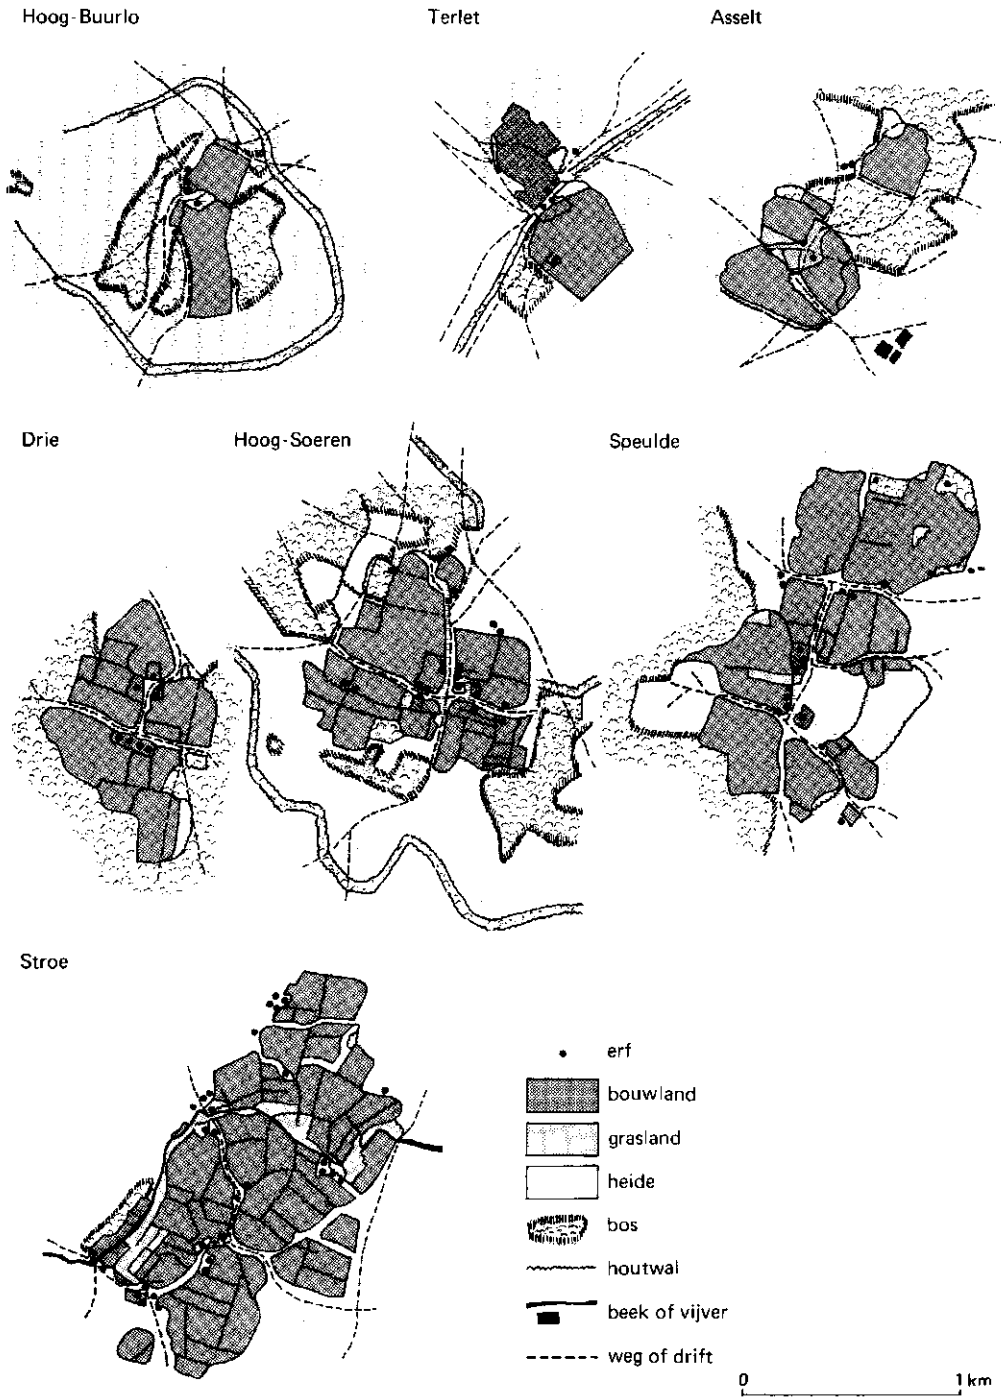 Hoog-Buurlo
Terlet
Asselt
Drie
Hoog-Soeren
Speulde
Stroe
erf
bouwland
grasland
heide
bos
houtwal
beek of vijver
weg of drift
0 1 km